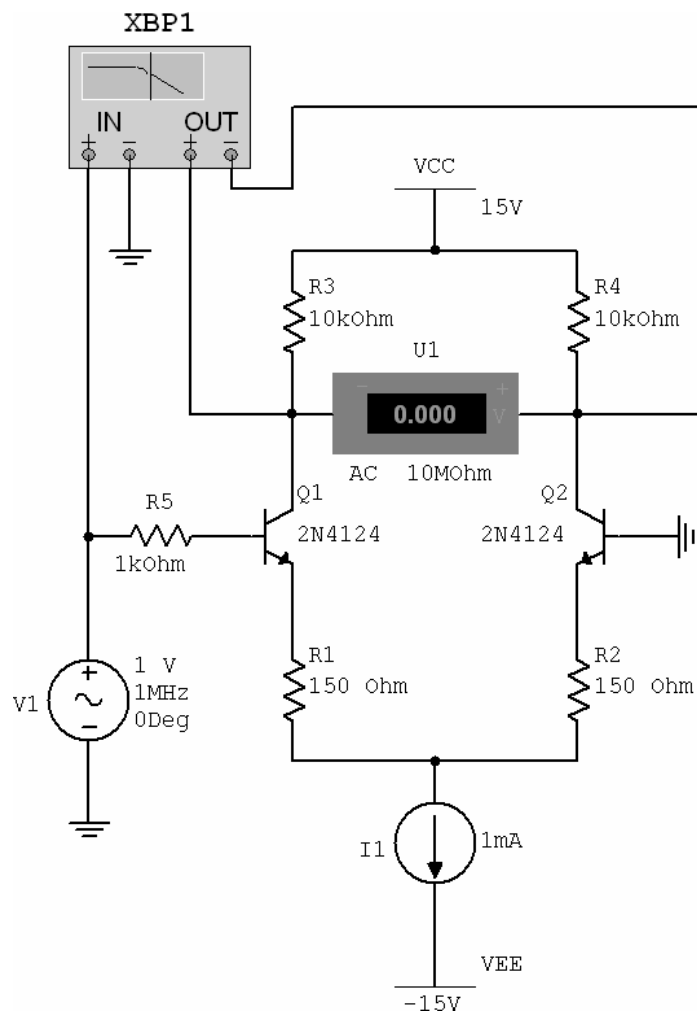 XBP1
IN OUT
+ − + −
VCC
15V
R3
10kOhm
R4
10kOhm
U1
− +
0.000 V
AC 10MOhm
R5
1kOhm
Q1
2N4124
Q2
2N4124
R1
150 Ohm
R2
150 Ohm
V1
+
−
1 V
1MHz
0Deg
I1
1mA
VEE
-15V